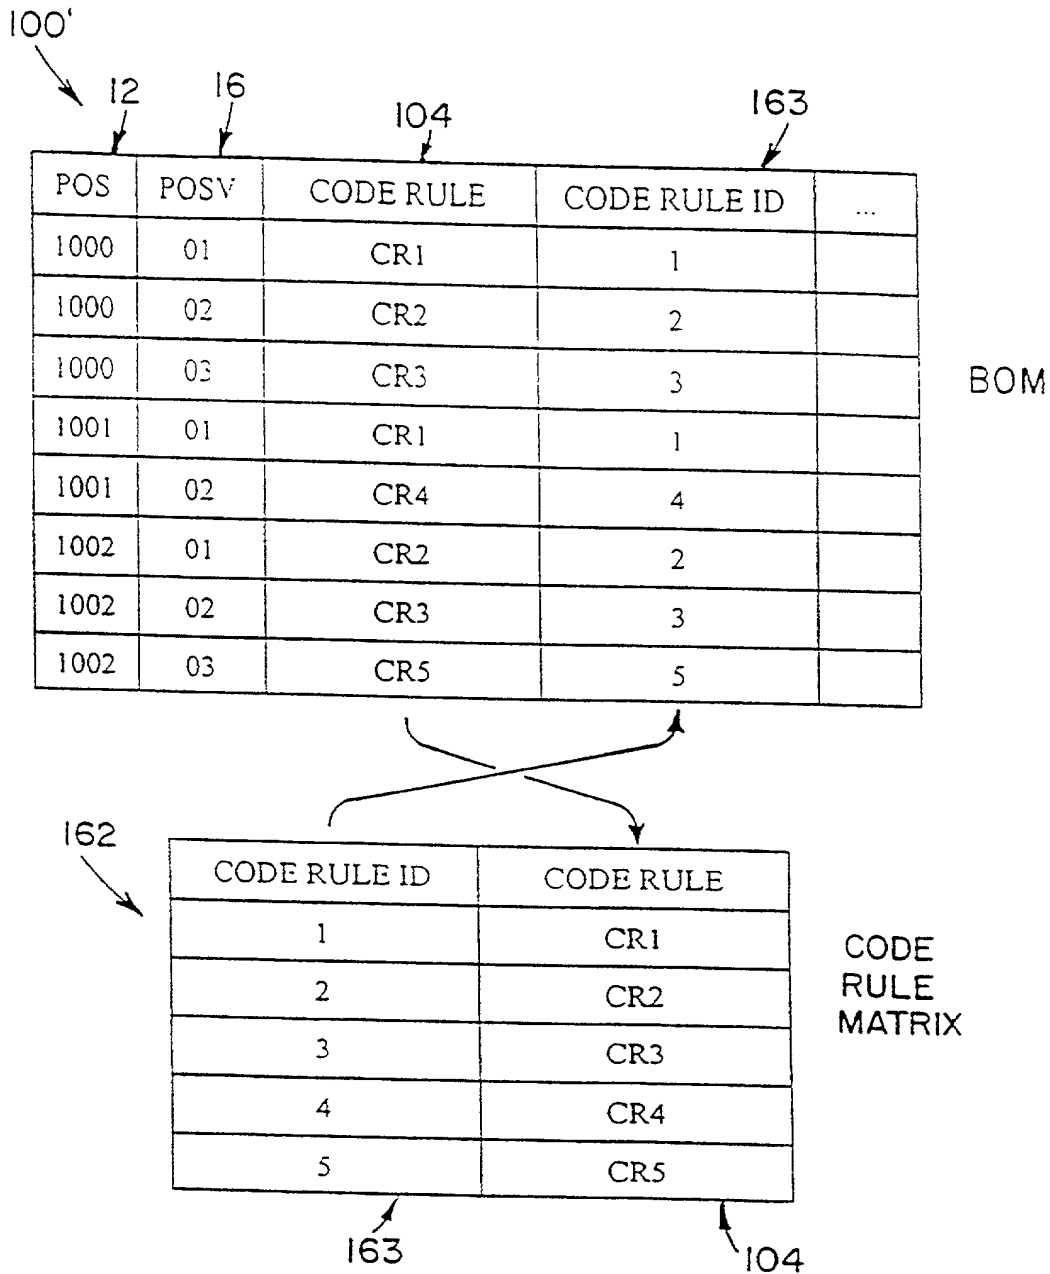 100'
12 16 104 163
POS POSV CODE RULE CODE RULE ID ...
1000 01 CR1 1
1000 02 CR2 2
1000 03 CR3 3
1001 01 CR1 1
1001 02 CR4 4
1002 01 CR2 2
1002 02 CR3 3
1002 03 CR5 5
BOM
162
CODE RULE ID CODE RULE
1 CR1
2 CR2
3 CR3
4 CR4
5 CR5
CODE
RULE
MATRIX
163 104